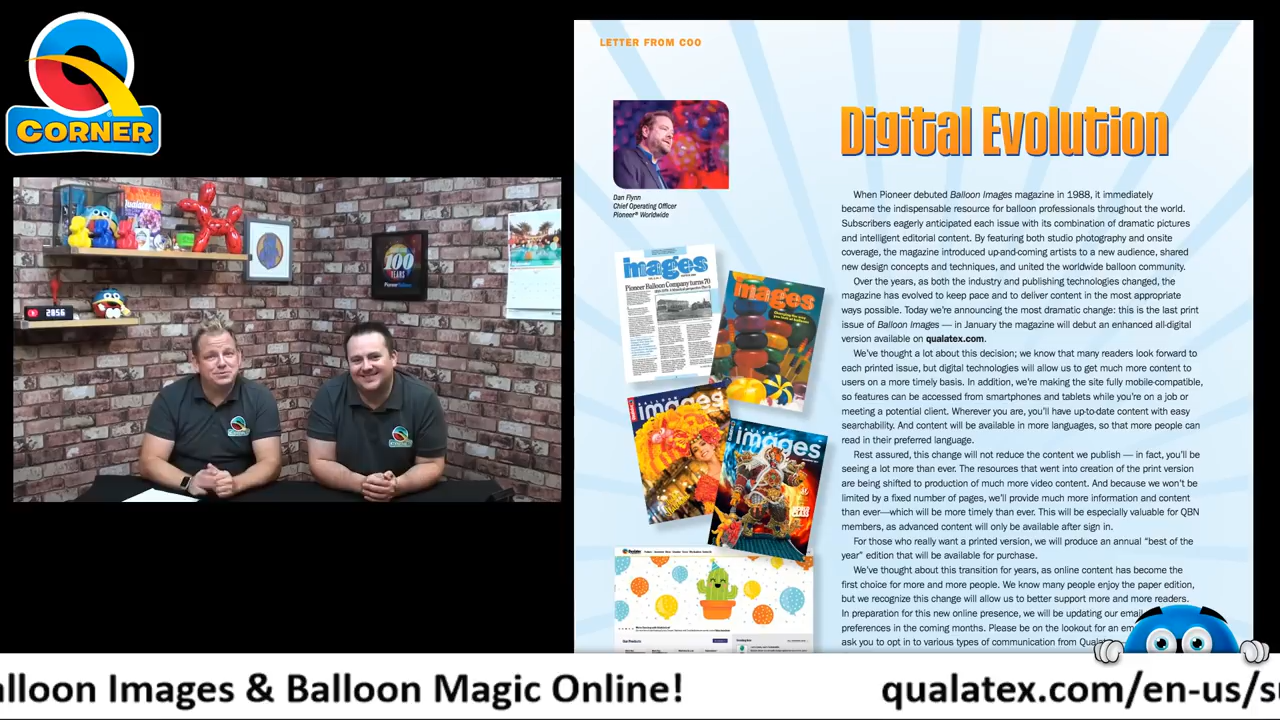 CORNER
Qualatex
100
YEARS
Pioneer
2056
LETTER FROM COO
Digital Evolution
Dan Flynn
Chief Operating Officer
Pioneer® Worldwide
images
Pioneer Balloon Company turns 70
images
images
BALLOON
images
When Pioneer debuted Balloon Images magazine in 1988, it immediately
became the indispensable resource for balloon professionals throughout the world.
Subscribers eagerly anticipated each issue with its combination of dramatic pictures
and intelligent editorial content. By featuring both studio photography and onsite
coverage, the magazine introduced up-and-coming artists to a new audience, shared
new design concepts and techniques, and united the worldwide balloon community.
Over the years, as both the industry and publishing technologies changed, the
magazine has evolved to keep pace and to deliver content in the most appropriate
ways possible. Today we're announcing the most dramatic change: this is the last print
issue of Balloon Images — in January the magazine will debut an enhanced all-digital
version available on qualatex.com.
We've thought a lot about this decision; we know that many readers look forward to
each printed issue, but digital technologies will allow us to get much more content to
users on a more timely basis. In addition, we're making the site fully mobile-compatible,
so features can be accessed from smartphones and tablets while you're on a job or
meeting a potential client. Wherever you are, you'll have up-to-date content with easy
searchability. And content will be available in more languages, so that more people can
read in their preferred language.
Rest assured, this change will not reduce the content we publish — in fact, you'll be
seeing a lot more than ever. The resources that went into creation of the print version
are being shifted to production of much more video content. And because we won't be
limited by a fixed number of pages, we'll provide much more information and content
than ever—which will be more timely than ever. This will be especially valuable for QBN
members, as advanced content will only be available after sign in.
For those who really want a printed version, we will produce an annual “best of the
year” edition that will be available for purchase.
We've thought about this transition for years, as online content has become the
first choice for more and more people. We know many people enjoy the paper edition,
but we recognize this change will allow us to better support more and more readers.
In preparation for this new online presence, we will be updating our email
preferences in the coming months. Please be on the
ask you to opt in to various types of communication from
alloon Images & Balloon Magic Online!
qualatex.com/en-us/s